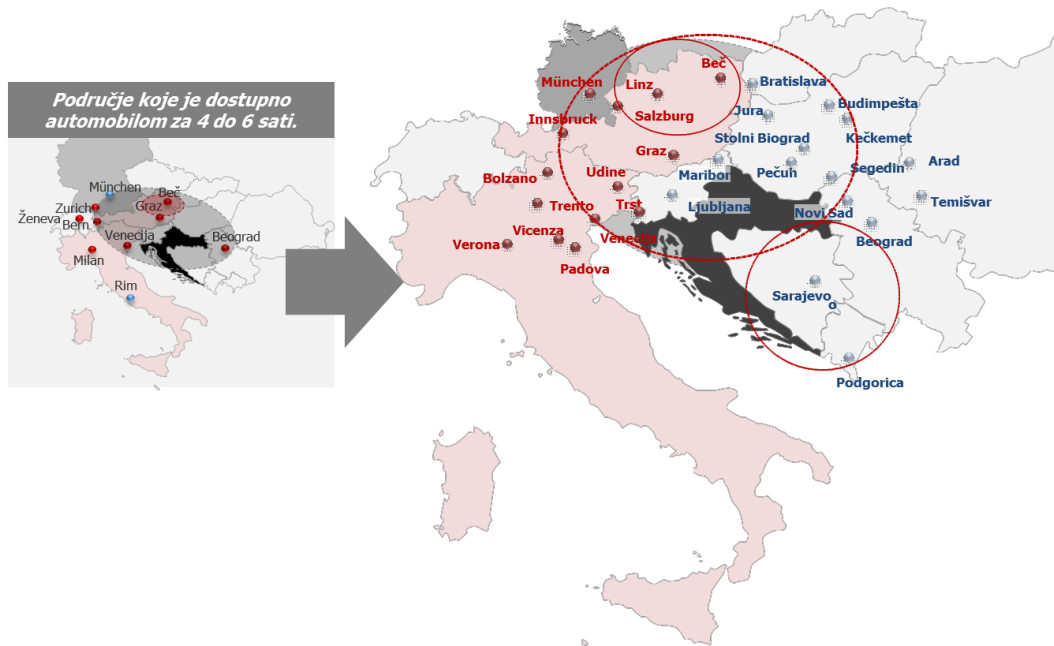 Područje koje je dostupno
automobilom za 4 do 6 sati.
München
Beč
Zurich
Graz
Ženeva
Bern
Venecija
Beograd
Milan
Rim
Beč
München
Linz
Bratislava
Salzburg
Jura
Budimpešta
Innsbruck
Stolni Biograd
Kečkemet
Graz
Maribor
Pečuh
Segedin
Arad
Bolzano
Udine
Trento
Trst
Ljubljana
Novi Sad
Temišvar
Vicenza
Venecija
Beograd
Verona
Padova
Sarajevo
o
Podgorica